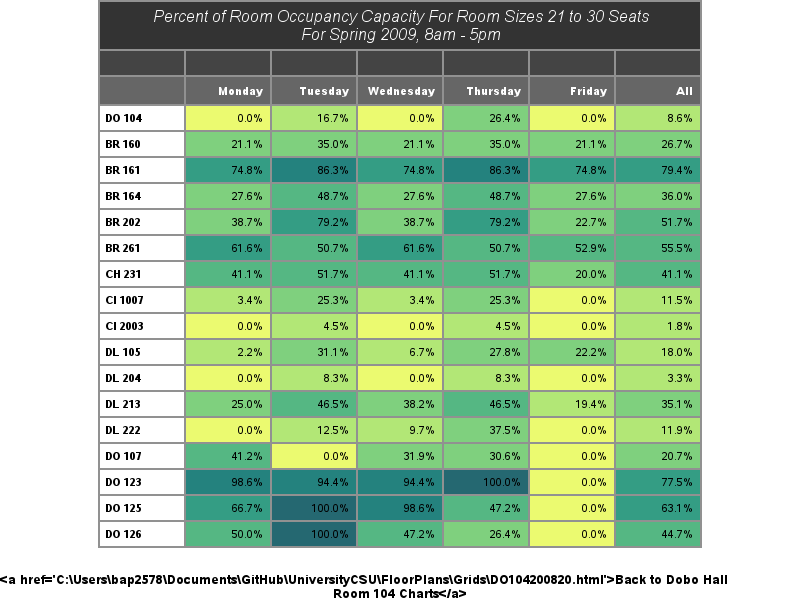 Percent of Room Occupancy Capacity For Room Sizes 21 to 30 Seats
For Spring 2009, 8am - 5pm
Monday Tuesday Wednesday Thursday Friday All
DO 104 0.0% 16.7% 0.0% 26.4% 0.0% 8.6%
BR 160 21.1% 35.0% 21.1% 35.0% 21.1% 26.7%
BR 161 74.8% 86.3% 74.8% 86.3% 74.8% 79.4%
BR 164 27.6% 48.7% 27.6% 48.7% 27.6% 36.0%
BR 202 38.7% 79.2% 38.7% 79.2% 22.7% 51.7%
BR 261 61.6% 50.7% 61.6% 50.7% 52.9% 55.5%
CH 231 41.1% 51.7% 41.1% 51.7% 20.0% 41.1%
CI 1007 3.4% 25.3% 3.4% 25.3% 0.0% 11.5%
CI 2003 0.0% 4.5% 0.0% 4.5% 0.0% 1.8%
DL 105 2.2% 31.1% 6.7% 27.8% 22.2% 18.0%
DL 204 0.0% 8.3% 0.0% 8.3% 0.0% 3.3%
DL 213 25.0% 46.5% 38.2% 46.5% 19.4% 35.1%
DL 222 0.0% 12.5% 9.7% 37.5% 0.0% 11.9%
DO 107 41.2% 0.0% 31.9% 30.6% 0.0% 20.7%
DO 123 98.6% 94.4% 94.4% 100.0% 0.0% 77.5%
DO 125 66.7% 100.0% 98.6% 47.2% 0.0% 63.1%
DO 126 50.0% 100.0% 47.2% 26.4% 0.0% 44.7%
<a href='C:\Users\bap2578\Documents\GitHub\UniversityCSU\FloorPlans\Grids\DO104200820.html'>Back to Dobo Hall
Room 104 Charts</a>